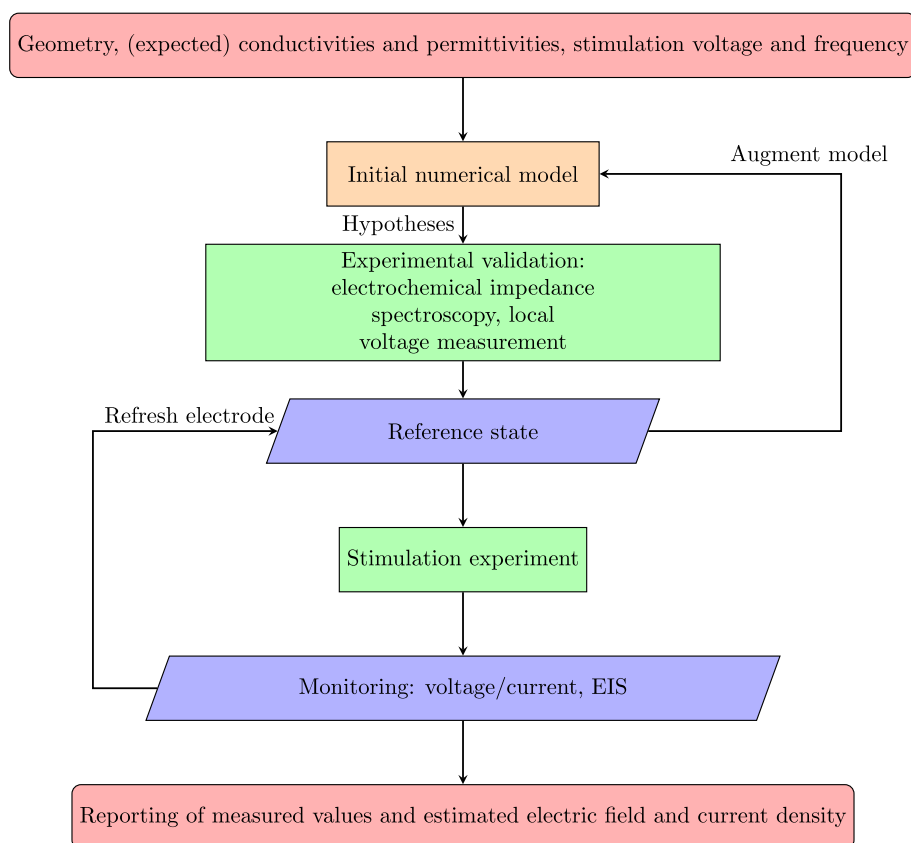 Geometry, (expected) conductivities and permittivities, stimulation voltage and frequency
Augment model
Initial numerical model
Hypotheses
Experimental validation:
electrochemical impedance
spectroscopy, local
voltage measurement
Refresh electrode
Reference state
Stimulation experiment
Monitoring: voltage/current, EIS
Reporting of measured values and estimated electric field and current density